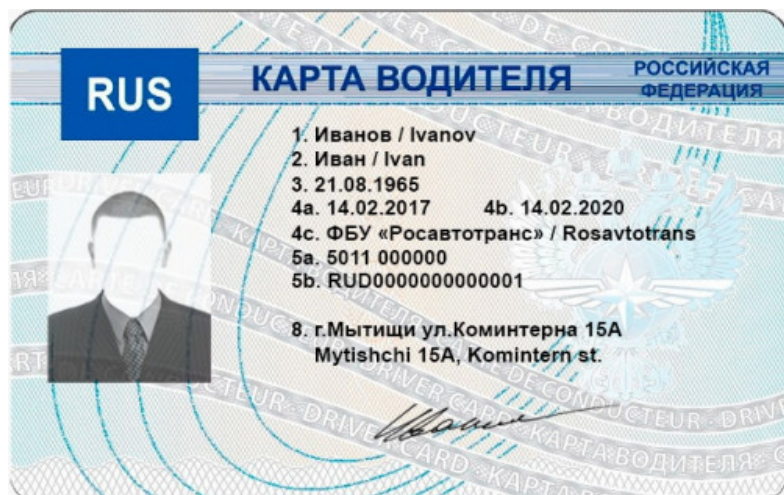 RUS
КАРТА ВОДИТЕЛЯ
РОССИЙСКАЯ
ФЕДЕРАЦИЯ
1. Иванов / Ivanov
2. Иван / Ivan
3. 21.08.1965
4a. 14.02.2017 4b. 14.02.2020
4c. ФБУ «Росавтотранс» / Rosavtotrans
5a. 5011 000000
5b. RUD0000000000001
8. г.Мытищи ул.Коминтерна 15А
Mytishchi 15A, Komintern st.